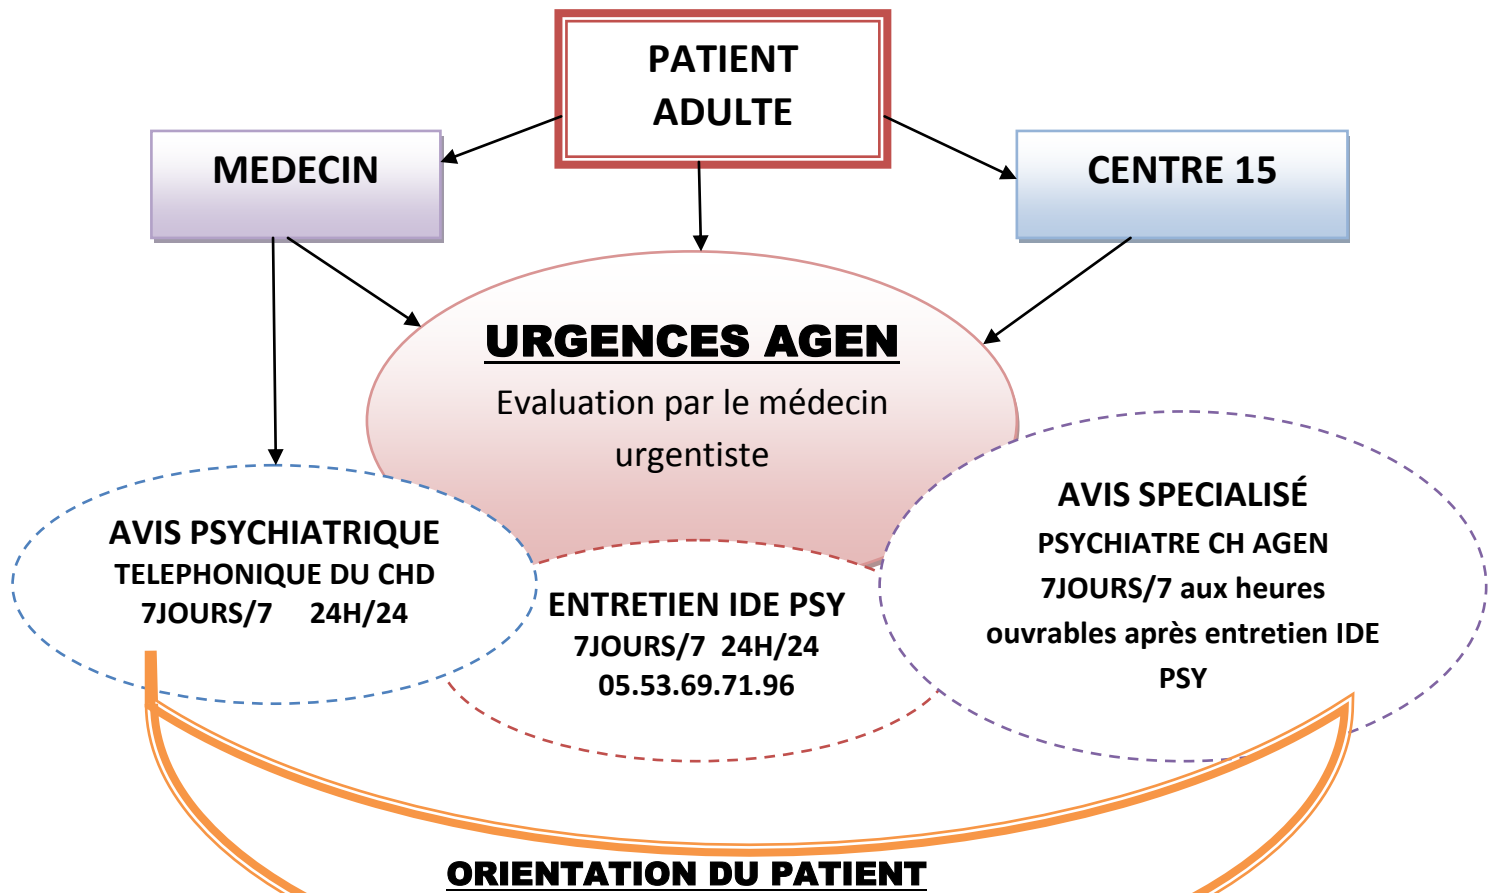 PATIENT
ADULTE
MEDECIN
CENTRE 15
URGENCES AGEN
Evaluation par le médecin
urgentiste
AVIS PSYCHIATRIQUE
TELEPHONIQUE DU CHD
7JOURS/7 24H/24
ENTRETIEN IDE PSY
7JOURS/7 24H/24
05.53.69.71.96
AVIS SPECIALISÉ
PSYCHIATRE CH AGEN
7JOURS/7 aux heures
ouvrables après entretien IDE
PSY
ORIENTATION DU PATIENT